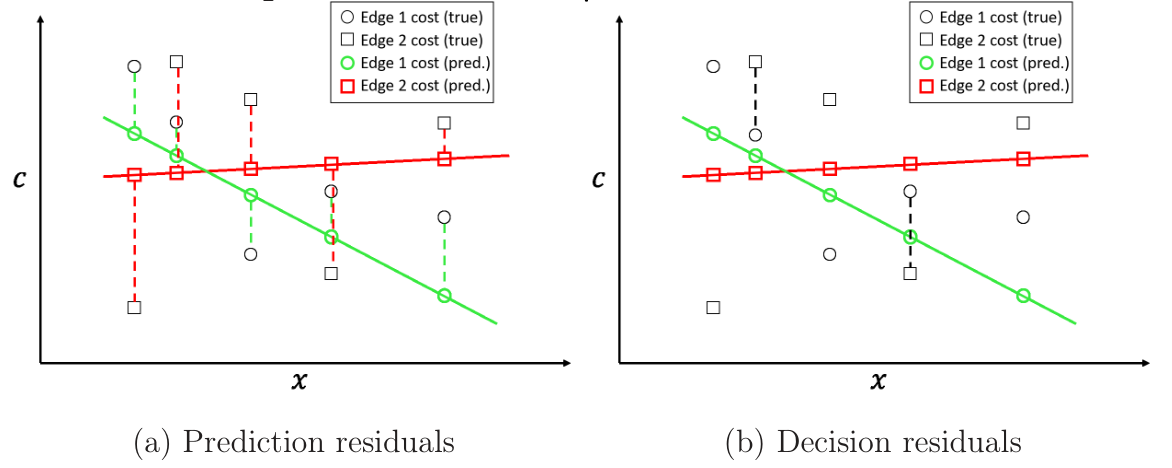 Edge 1 cost (true)
Edge 2 cost (true)
Edge 1 cost (pred.)
Edge 2 cost (pred.)
c
x
(a) Prediction residuals
Edge 1 cost (true)
Edge 2 cost (true)
Edge 1 cost (pred.)
Edge 2 cost (pred.)
c
x
(b) Decision residuals